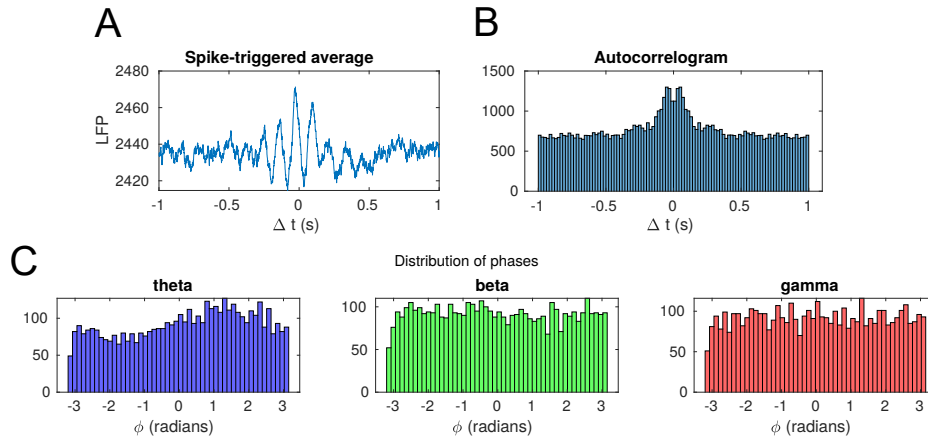 A
Spike-triggered average
2480
2460
2440
2420
LFP
-1 -0.5 0 0.5 1
Δ t (s)
B
Autocorrelogram
1500
1000
500
0
-1 -0.5 0 0.5 1
Δ t (s)
C
Distribution of phases
theta
100
50
0
-3 -2 -1 0 1 2 3
ϕ (radians)
beta
100
50
0
-3 -2 -1 0 1 2 3
ϕ (radians)
gamma
100
50
0
-3 -2 -1 0 1 2 3
ϕ (radians)